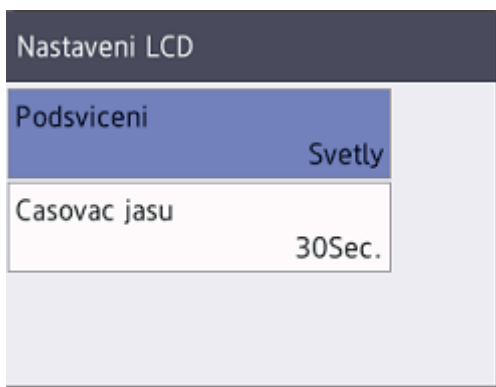 Nastaveni LCD
Podsviceni
Svetly
Casovac jasu
30Sec.